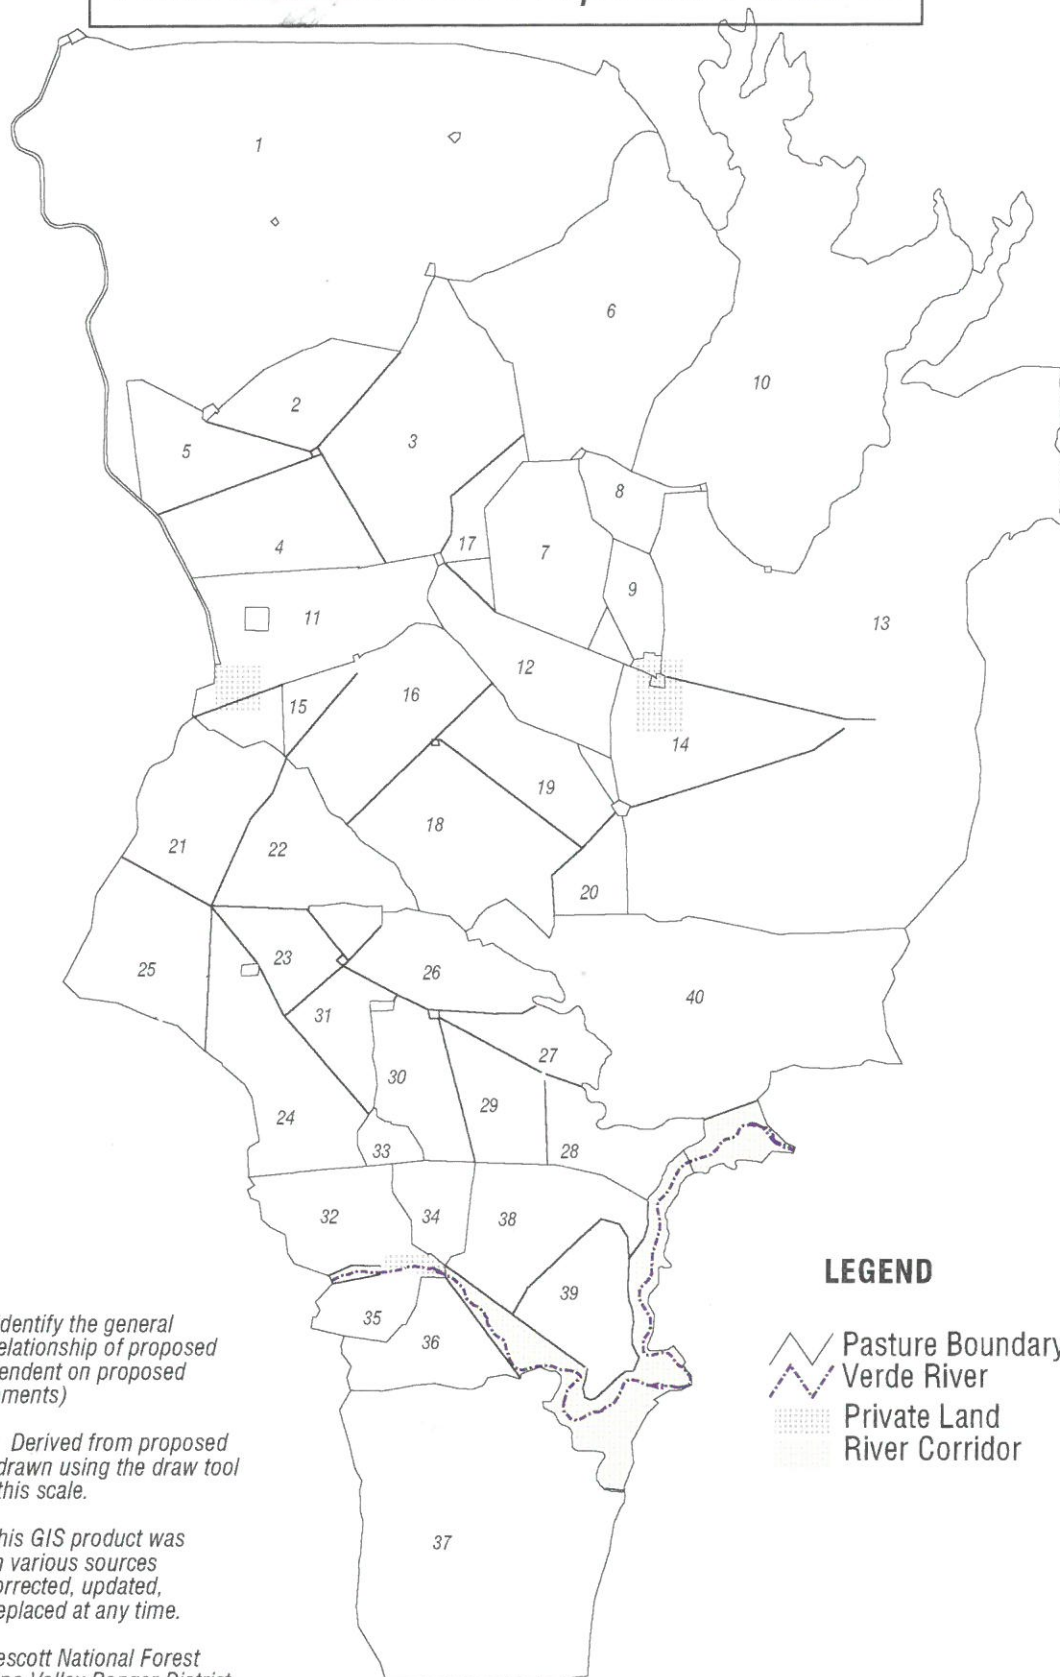 1
6
10
2
3
5
8
17
7
4
9
11
13
12
16
15
14
19
18
21
22
20
23
25
26
40
31
27
30
29
24
33
28
32
34
38
39
35
36
37
LEGEND
Pasture Boundary
Verde River
Private Land
River Corridor
identify the general
relationship of proposed
endent on proposed
ments)
Derived from proposed
drawn using the draw tool
this scale.
his GIS product was
various sources
orrected, updated,
eplaced at any time.
escott National Forest
Valley Ranger District